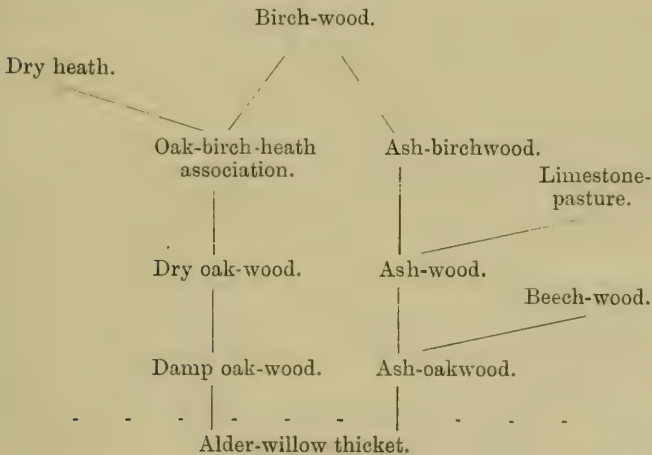 Birch-wood.
Dry heath.
Oak-birch-heath
association.
Ash-birchwood.
Limestone-
pasture.
Dry oak-wood.
Ash-wood.
Beech-wood.
Damp oak-wood.
Ash-oakwood.
Alder-willow thicket.